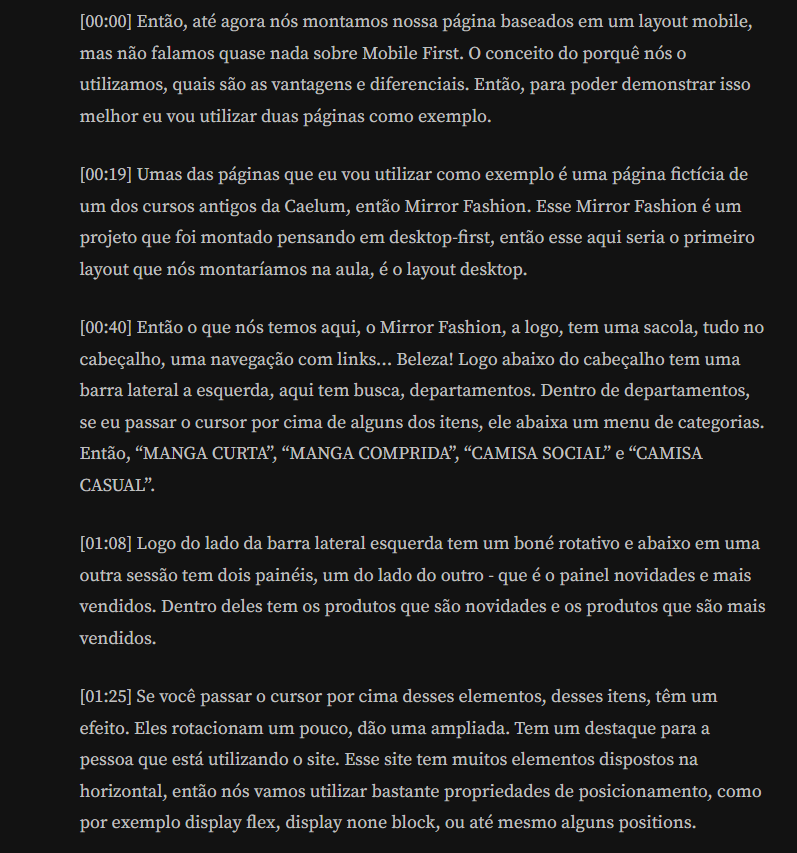 [00:00] Então, até agora nós montamos nossa página baseados em um layout mobile,
mas não falamos quase nada sobre Mobile First. O conceito do porquê nós o
utilizamos, quais são as vantagens e diferenciais. Então, para poder demonstrar isso
melhor eu vou utilizar duas páginas como exemplo.
[00:19] Umas das páginas que eu vou utilizar como exemplo é uma página fictícia de
um dos cursos antigos da Caelum, então Mirror Fashion. Esse Mirror Fashion é um
projeto que foi montado pensando em desktop-first, então esse aqui seria o primeiro
layout que nós montaríamos na aula, é o layout desktop.
[00:40] Então o que nós temos aqui, o Mirror Fashion, a logo, tem uma sacola, tudo no
cabeçalho, uma navegação com links... Beleza! Logo abaixo do cabeçalho tem uma
barra lateral a esquerda, aqui tem busca, departamentos. Dentro de departamentos,
se eu passar o cursor por cima de alguns dos itens, ele abaixa um menu de categorias.
Então, “MANGA CURTA”, “MANGA COMPRIDA”, “CAMISA SOCIAL” e “CAMISA
CASUAL”.
[01:08] Logo do lado da barra lateral esquerda tem um boné rotativo e abaixo em uma
outra sessão tem dois painéis, um do lado do outro - que é o painel novidades e mais
vendidos. Dentro deles tem os produtos que são novidades e os produtos que são mais
vendidos.
[01:25] Se você passar o cursor por cima desses elementos, desses itens, têm um
efeito. Eles rotacionam um pouco, dão uma ampliada. Tem um destaque para a
pessoa que está utilizando o site. Esse site tem muitos elementos dispostos na
horizontal, então nós vamos utilizar bastante propriedades de posicionamento, como
por exemplo display flex, display none block, ou até mesmo alguns positions.